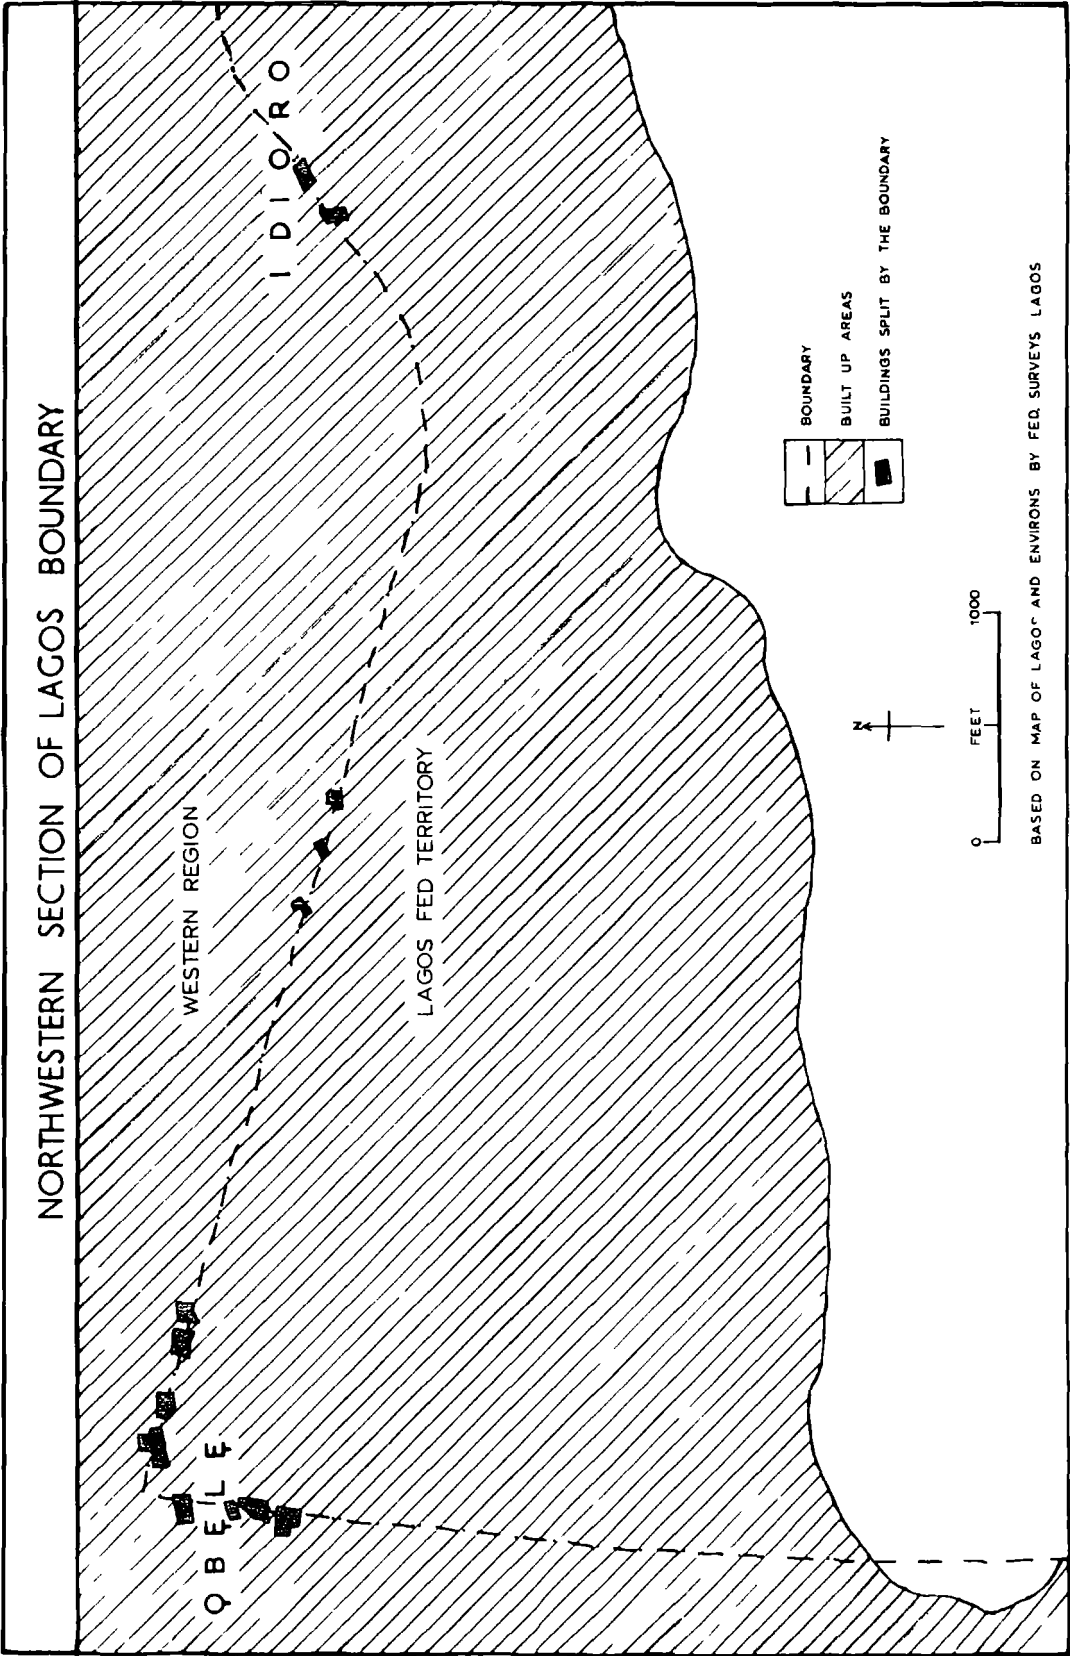 NORTHWESTERN SECTION OF LAGOS BOUNDARY
WESTERN REGION
LAGOS FED TERRITORY
ỌBẸLẸ
IDIORO
BOUNDARY
BUILT UP AREAS
BUILDINGS SPLIT BY THE BOUNDARY
N
0 FEET 1000
BASED ON MAP OF LAGOS AND ENVIRONS BY FED. SURVEYS LAGOS